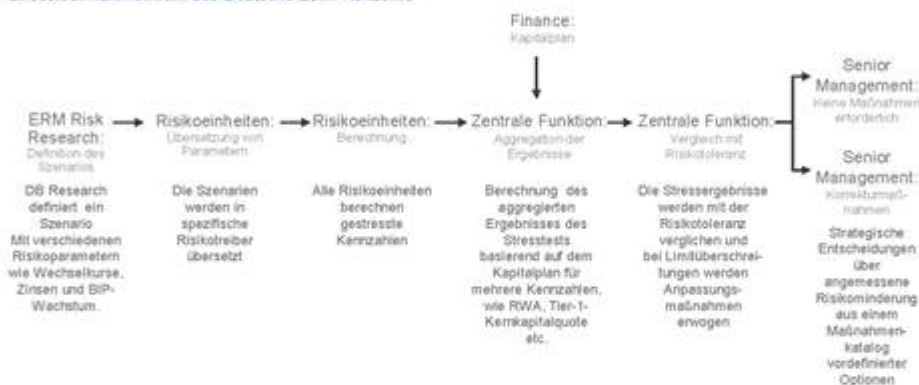 Finance:
Kapitalplan
Senior
Management:
Keine Maßnahmen
erforderlich
ERM Risk
Research:
Definition des
Szenarios
Risikoeinheiten:
Übersetzung von
Parametern
Risikoeinheiten:
Berechnung
Zentrale Funktion:
Aggregation der
Ergebnisse
Zentrale Funktion:
Vergleich mit
Risikotoleranz
Senior
Management:
Korrekturmaß-
nahmen
DB Research
definiert ein
Szenario
Mit verschiedenen
Risikoparametern
wie Wechselkurse,
Zinsen und BIP-
Wachstum.
Die Szenarien
werden in
spezifische
Risikotreiber
übersetzt
Alle Risikoeinheiten
berechnen
gestresste
Kennzahlen
Berechnung des
aggregierten
Ergebnisses des
Stresstests
basierend auf dem
Kapitalplan für
mehrere Kennzahlen,
wie RWA, Tier-1-
Kernkapitalquote
etc.
Die Stressergebnisse
werden mit der
Risikotoleranz
verglichen und
bei Limitüberschrei-
tungen werden
Anpassungs-
maßnahmen
erwogen
Strategische
Entscheidungen
über
angemessene
Risikominderung
aus einem
Maßnahmen-
katalog
vordefinierter
Optionen